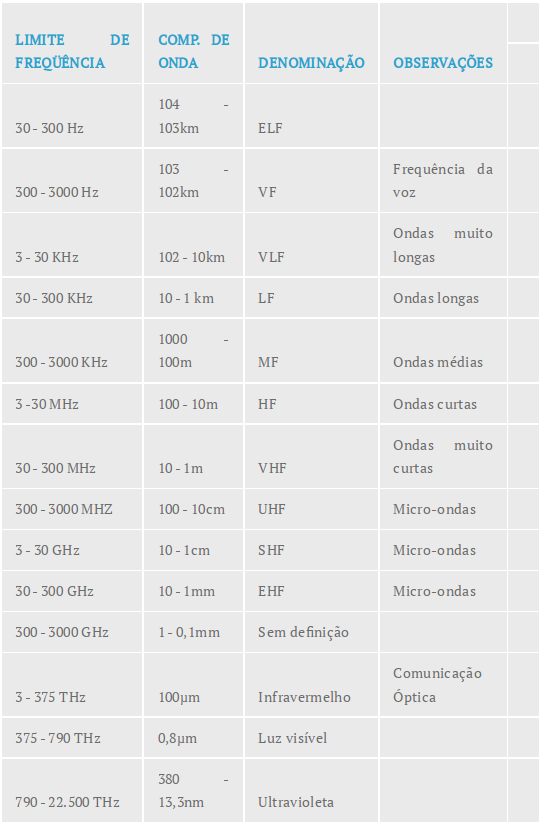 LIMITE DE FREQÜÊNCIA COMP. DE ONDA DENOMINAÇÃO OBSERVAÇÕES
30 - 300 Hz 104 - 103km ELF
300 - 3000 Hz 103 - 102km VF Frequência da voz
3 - 30 KHz 102 - 10km VLF Ondas muito longas
30 - 300 KHz 10 - 1 km LF Ondas longas
300 - 3000 KHz 1000 - 100m MF Ondas médias
3 -30 MHz 100 - 10m HF Ondas curtas
30 - 300 MHz 10 - 1m VHF Ondas muito curtas
300 - 3000 MHZ 100 - 10cm UHF Micro-ondas
3 - 30 GHz 10 - 1cm SHF Micro-ondas
30 - 300 GHz 10 - 1mm EHF Micro-ondas
300 - 3000 GHz 1 - 0,1mm Sem definição
3 - 375 THz 100µm Infravermelho Comunicação Óptica
375 - 790 THz 0,8µm Luz visível
790 - 22.500 THz 380 - 13,3nm Ultravioleta